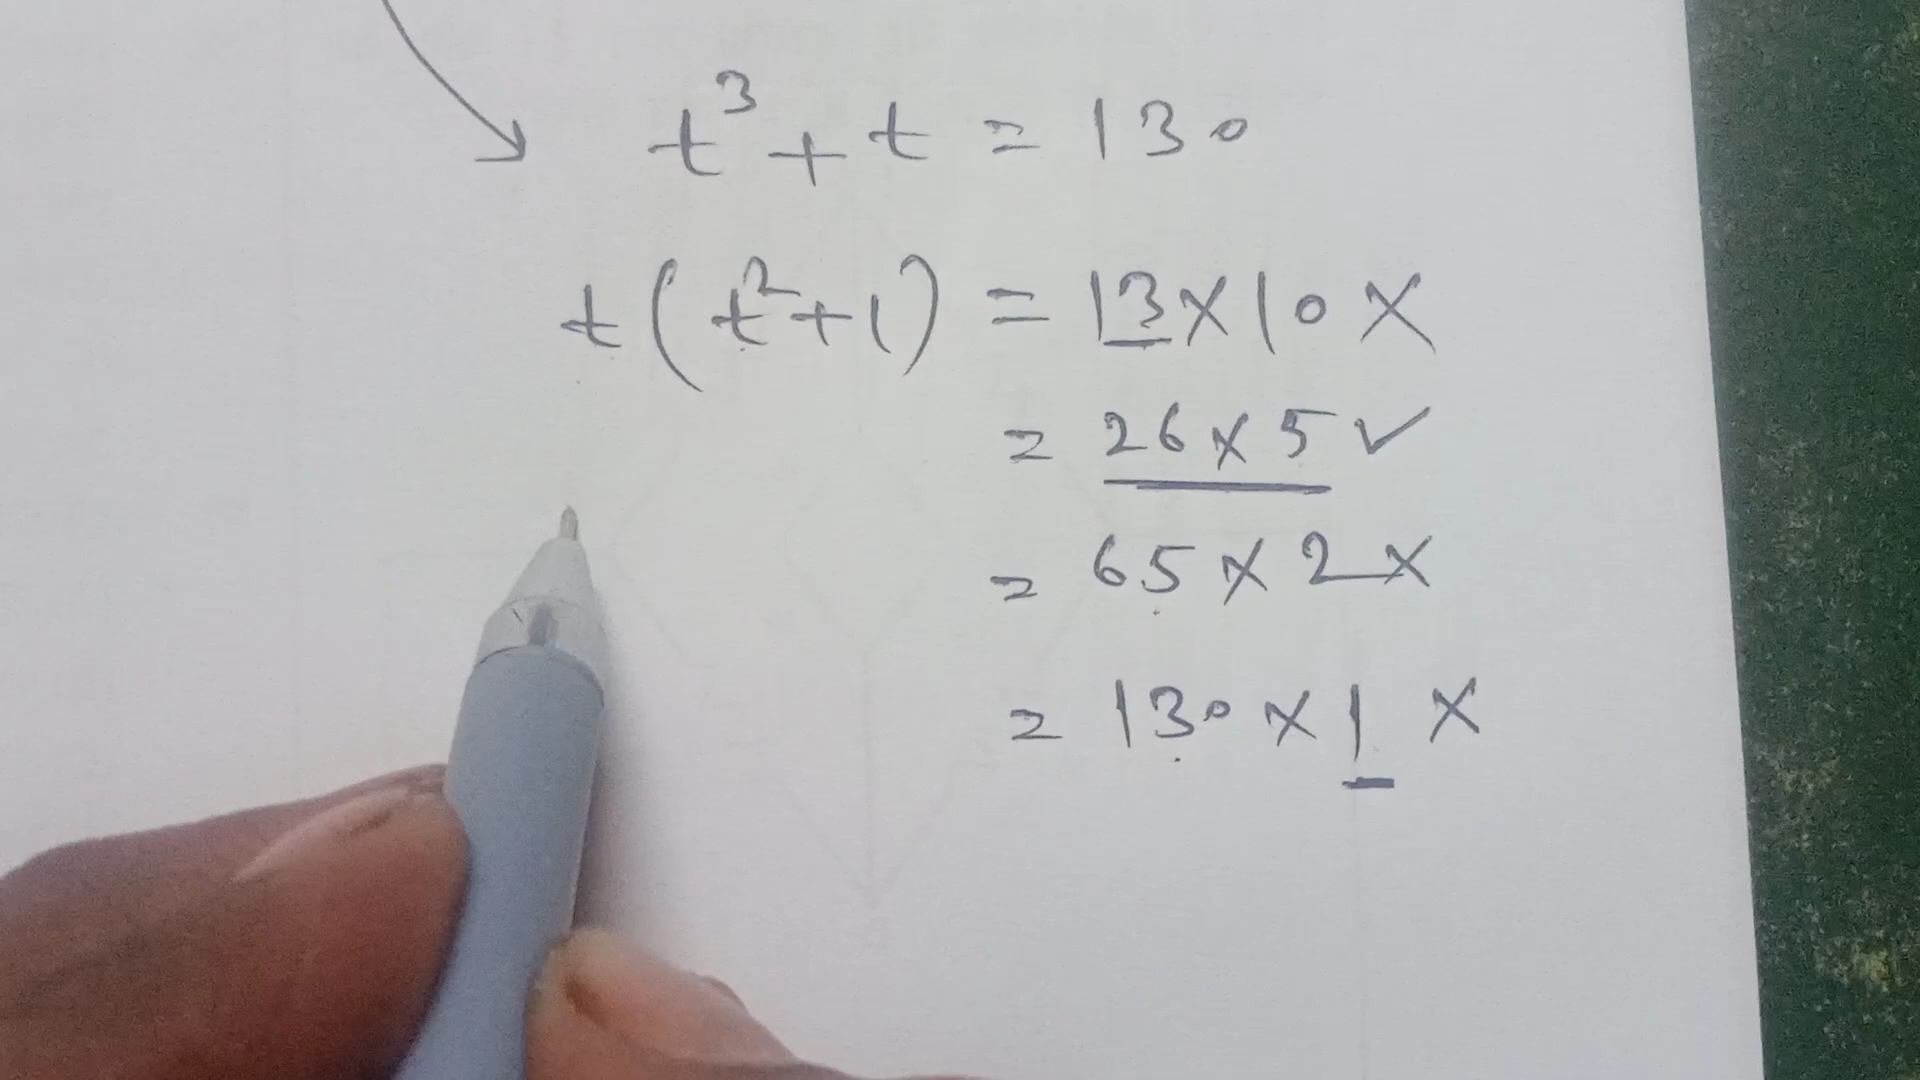 t³ + t = 130
t(t²+1) = 13×10 ×
= 26×5 ✓
= 65×2 ×
= 130×1 ×